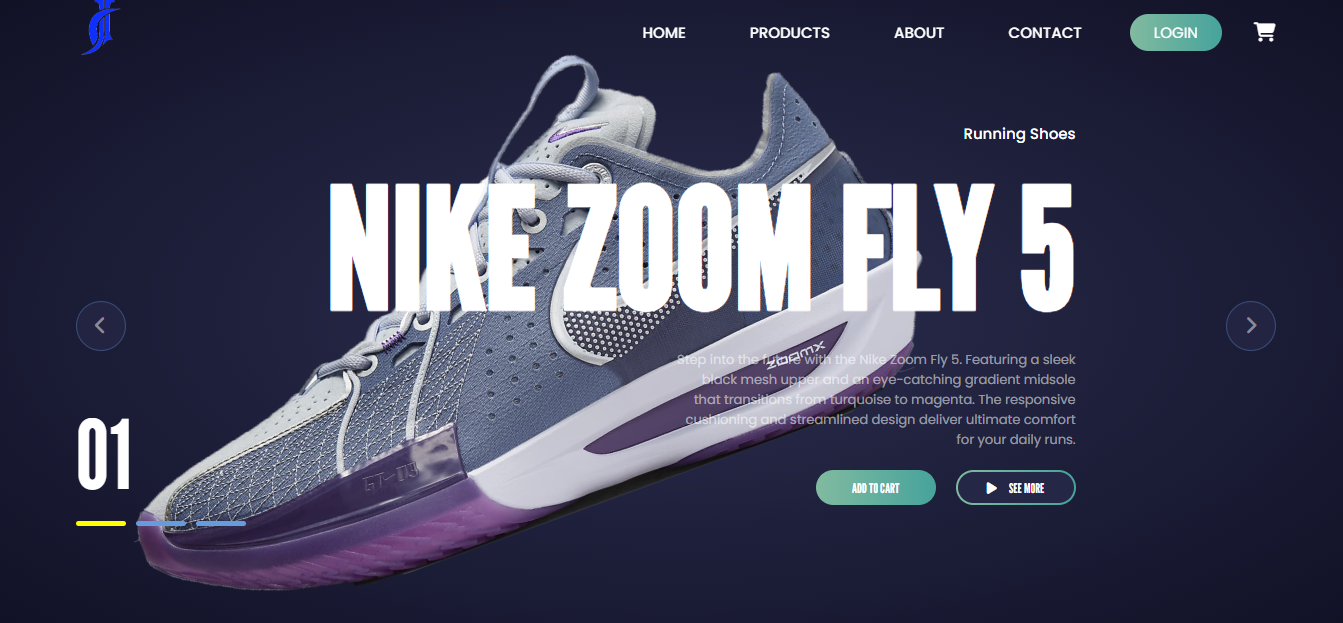 HOME PRODUCTS ABOUT CONTACT LOGIN
Running Shoes
NIKE ZOOM FLY 5
ZOOMX
Step into the future with the Nike Zoom Fly 5. Featuring a sleek
black mesh upper and an eye-catching gradient midsole
that transitions from turquoise to magenta. The responsive
cushioning and streamlined design deliver ultimate comfort
for your daily runs.
01
GT-03
ADD TO CART SEE MORE